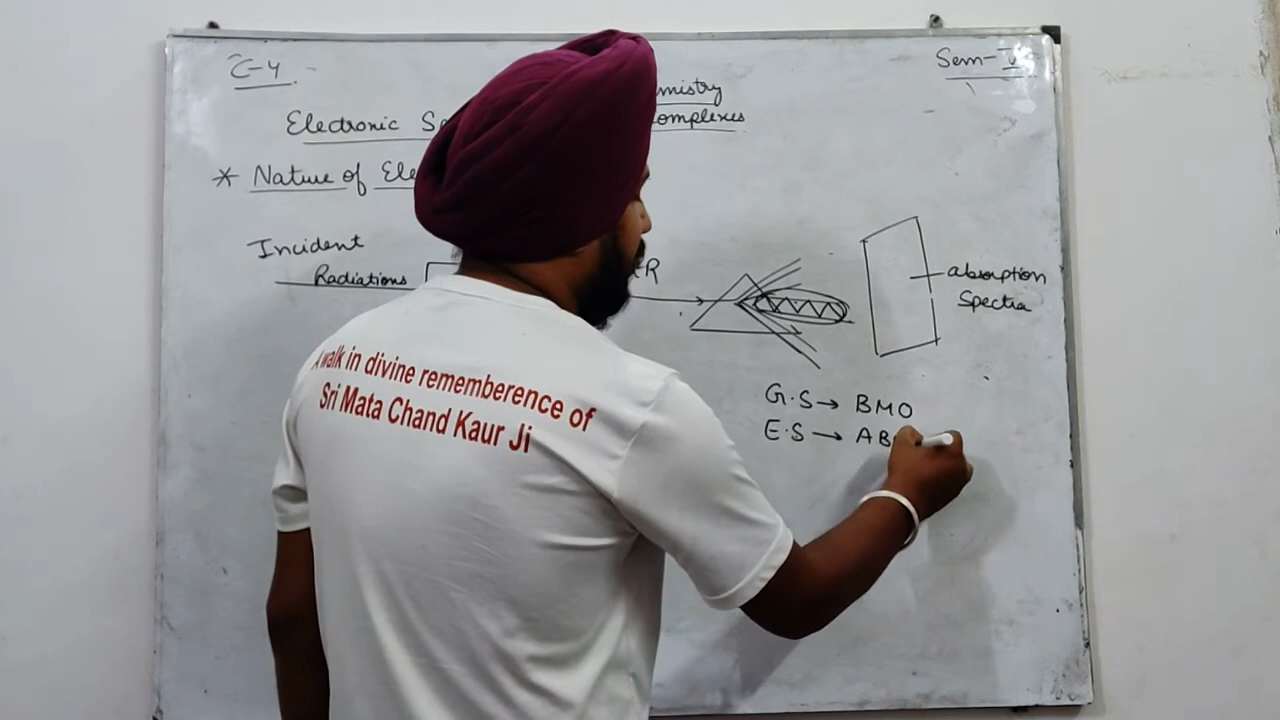 C-4
Sem-V
mistry
Electronic Sp omplexes
* Nature of Ele
Incident
Radiations
R
absorption
Spectra
G.S → BMO
E.S → AB
A walk in divine rememberence of
Sri Mata Chand Kaur Ji